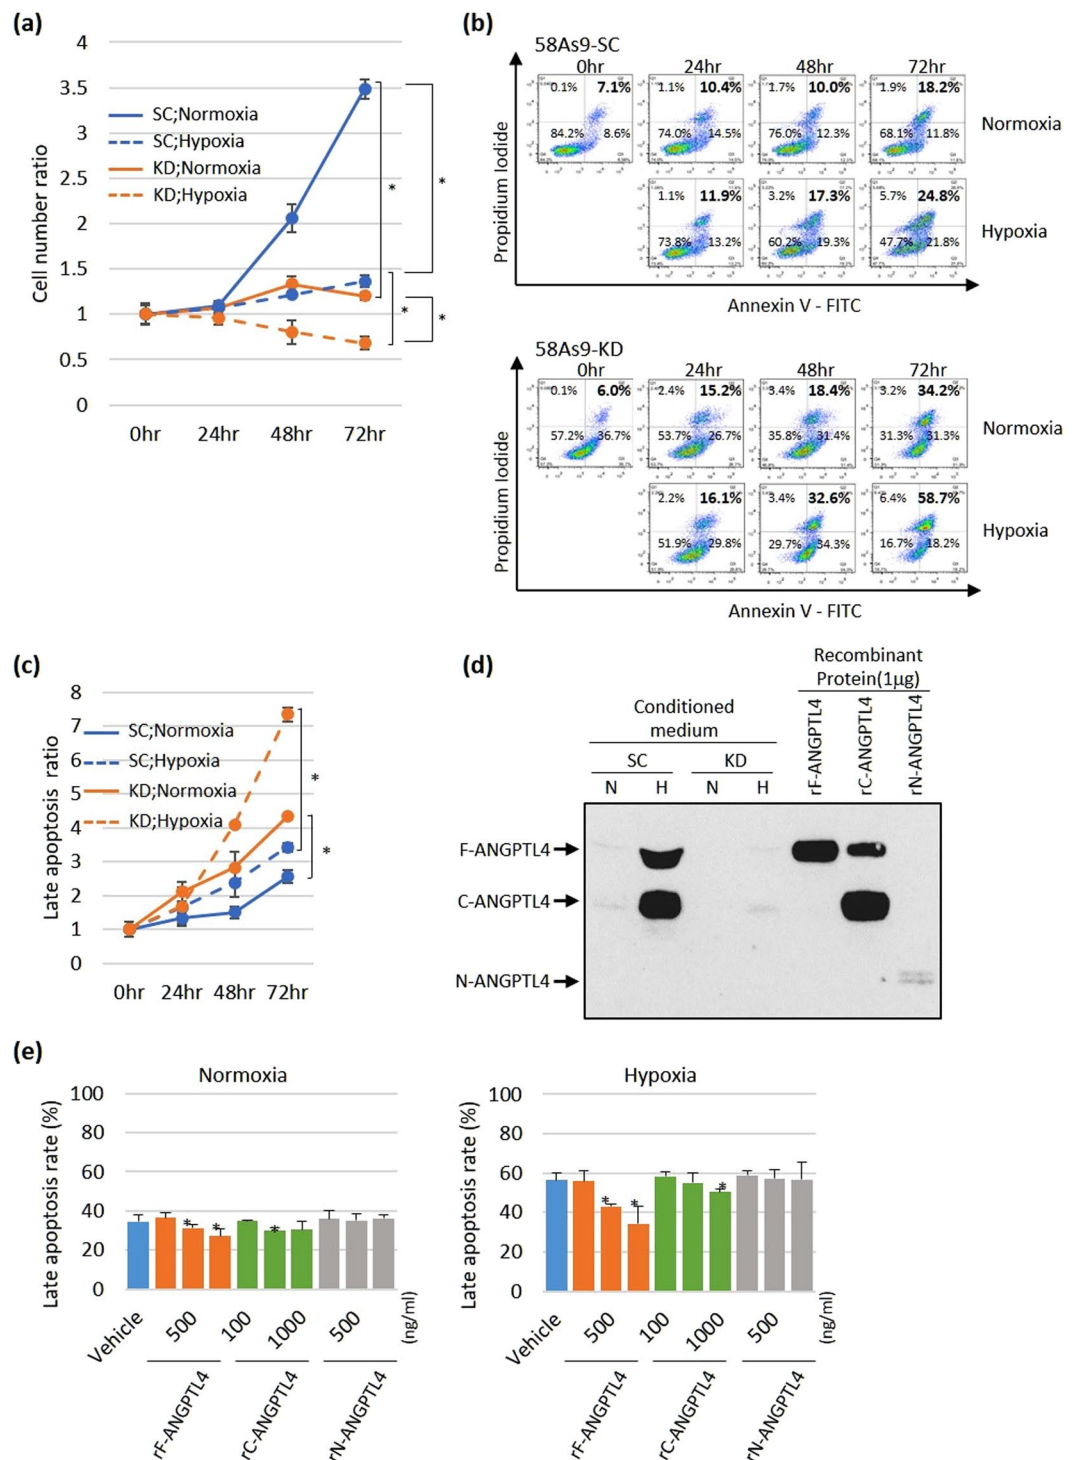 (a)
4
3.5
3
2.5
2
1.5
1
0.5
0
Cell number ratio
SC;Normoxia
SC;Hypoxia
KD;Normoxia
KD;Hypoxia
*
*
*
*
0hr 24hr 48hr 72hr
(b)
58As9-SC
0hr 24hr 48hr 72hr
0.1% 7.1% 1.1% 10.4% 1.7% 10.0% 1.9% 18.2%
84.2% 8.6% 74.0% 14.5% 76.0% 12.3% 68.1% 11.8%
Normoxia
1.1% 11.9% 3.2% 17.3% 5.7% 24.8%
73.8% 13.2% 60.2% 19.3% 47.7% 21.8%
Hypoxia
Propidium Iodide
Annexin V - FITC
58As9-KD
0hr 24hr 48hr 72hr
0.1% 6.0% 2.4% 15.2% 3.4% 18.4% 3.2% 34.2%
57.2% 36.7% 53.7% 26.7% 35.8% 31.4% 31.3% 31.3%
Normoxia
2.2% 16.1% 3.4% 32.6% 6.4% 58.7%
51.9% 29.8% 29.7% 34.3% 16.7% 18.2%
Hypoxia
Propidium Iodide
Annexin V - FITC
(c)
8
7
6
5
4
3
2
1
0
Late apoptosis ratio
SC;Normoxia
SC;Hypoxia
KD;Normoxia
KD;Hypoxia
*
*
0hr 24hr 48hr 72hr
(d)
Recombinant
Protein(1μg)
Conditioned
medium
SC KD
N H N H
rF-ANGPTL4
rC-ANGPTL4
rN-ANGPTL4
F-ANGPTL4
C-ANGPTL4
N-ANGPTL4
(e)
Normoxia
100
80
60
40
20
0
Late apoptosis rate (%)
* * *
Vehicle 500 100 1000 500 (ng/ml)
rF-ANGPTL4 rC-ANGPTL4 rN-ANGPTL4
Hypoxia
100
80
60
40
20
0
Late apoptosis rate (%)
* * *
Vehicle 500 100 1000 500 (ng/ml)
rF-ANGPTL4 rC-ANGPTL4 rN-ANGPTL4